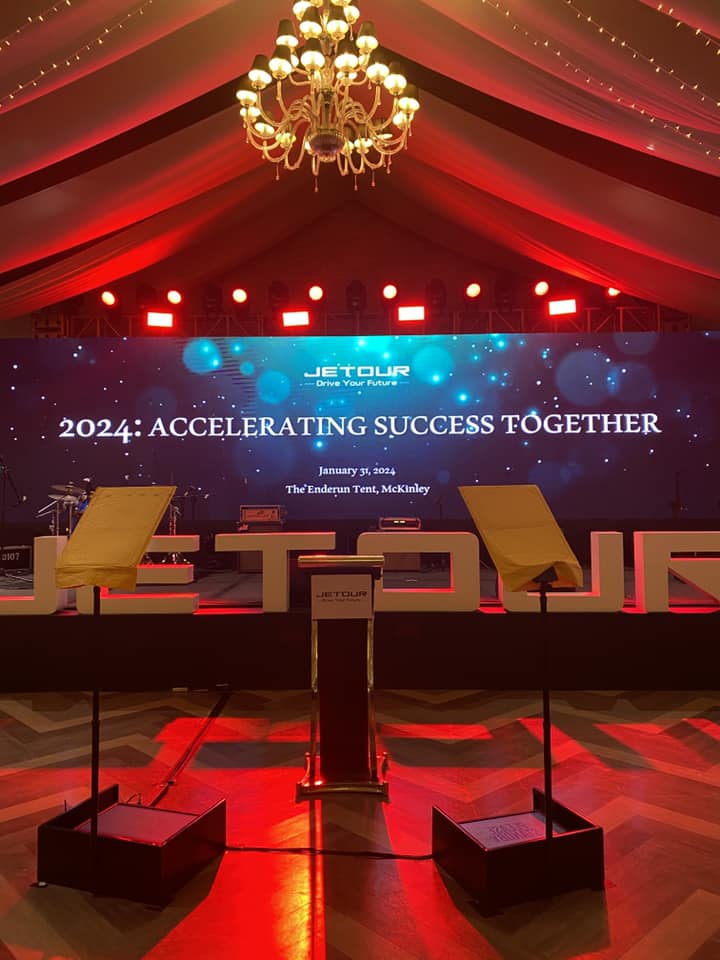 JETOUR
Drive Your Future
2024: ACCELERATING SUCCESS TOGETHER
January 31, 2024
The Enderun Tent, McKinley
JETOUR
JETOUR
Drive Your Future